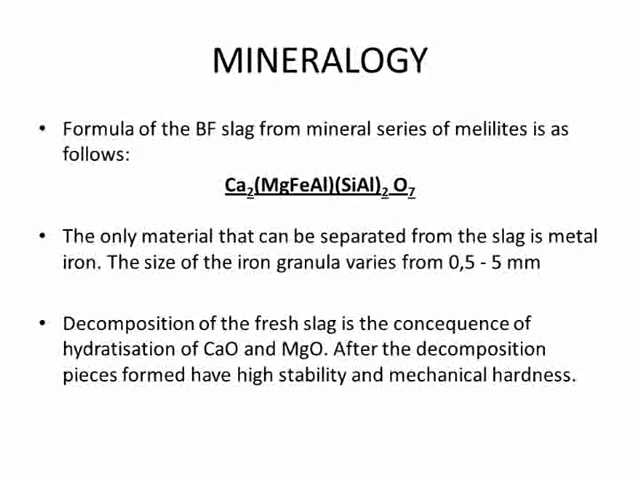 MINERALOGY
• Formula of the BF slag from mineral series of melilites is as
follows:
Ca2(MgFeAl)(SiAl)2 O7
• The only material that can be separated from the slag is metal
iron. The size of the iron granula varies from 0,5 - 5 mm
• Decomposition of the fresh slag is the concequence of
hydratisation of CaO and MgO. After the decomposition
pieces formed have high stability and mechanical hardness.